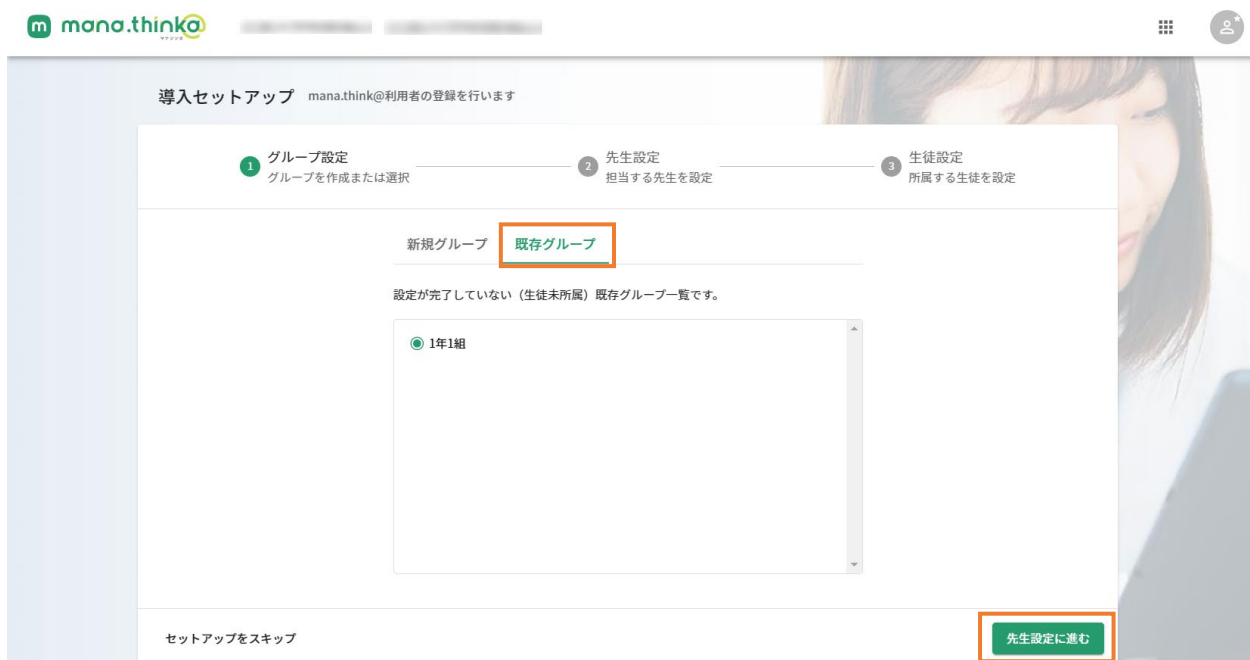 m mana.think@
マナシンカ
導入セットアップ mana.think@利用者の登録を行います
1 グループ設定
グループを作成または選択
2 先生設定
担当する先生を設定
3 生徒設定
所属する生徒を設定
新規グループ 既存グループ
設定が完了していない（生徒未所属）既存グループ一覧です。
1年1組
セットアップをスキップ
先生設定に進む